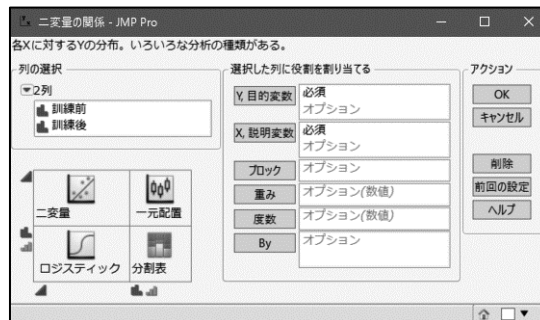 二変量の関係 - JMP Pro
各Xに対するYの分布。いろいろな分析の種類がある。
列の選択
2列
訓練前
訓練後
二変量
一元配置
ロジスティック
分割表
選択した列に役割を割り当てる
Y, 目的変数
必須
オプション
X, 説明変数
必須
オプション
ブロック
オプション
重み
オプション(数値)
度数
オプション(数値)
By
オプション
アクション
OK
キャンセル
削除
前回の設定
ヘルプ